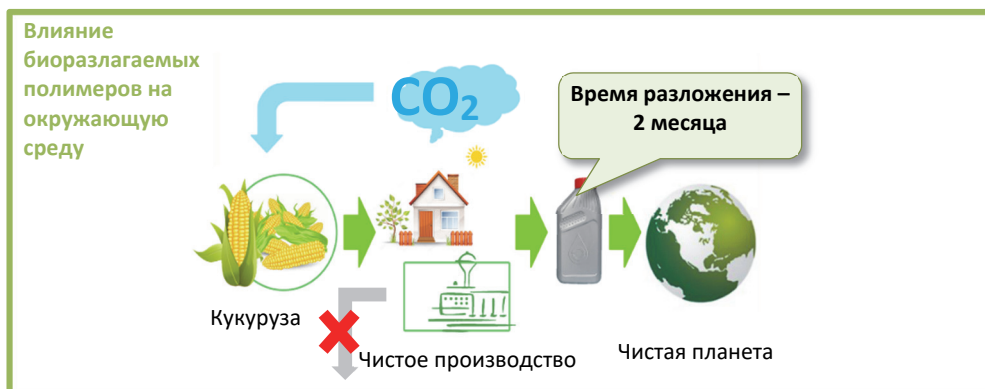 Влияние
биоразлагаемых
полимеров на
окружающую
среду
CO₂
Время разложения –
2 месяца
Кукуруза
Чистое производство
Чистая планета